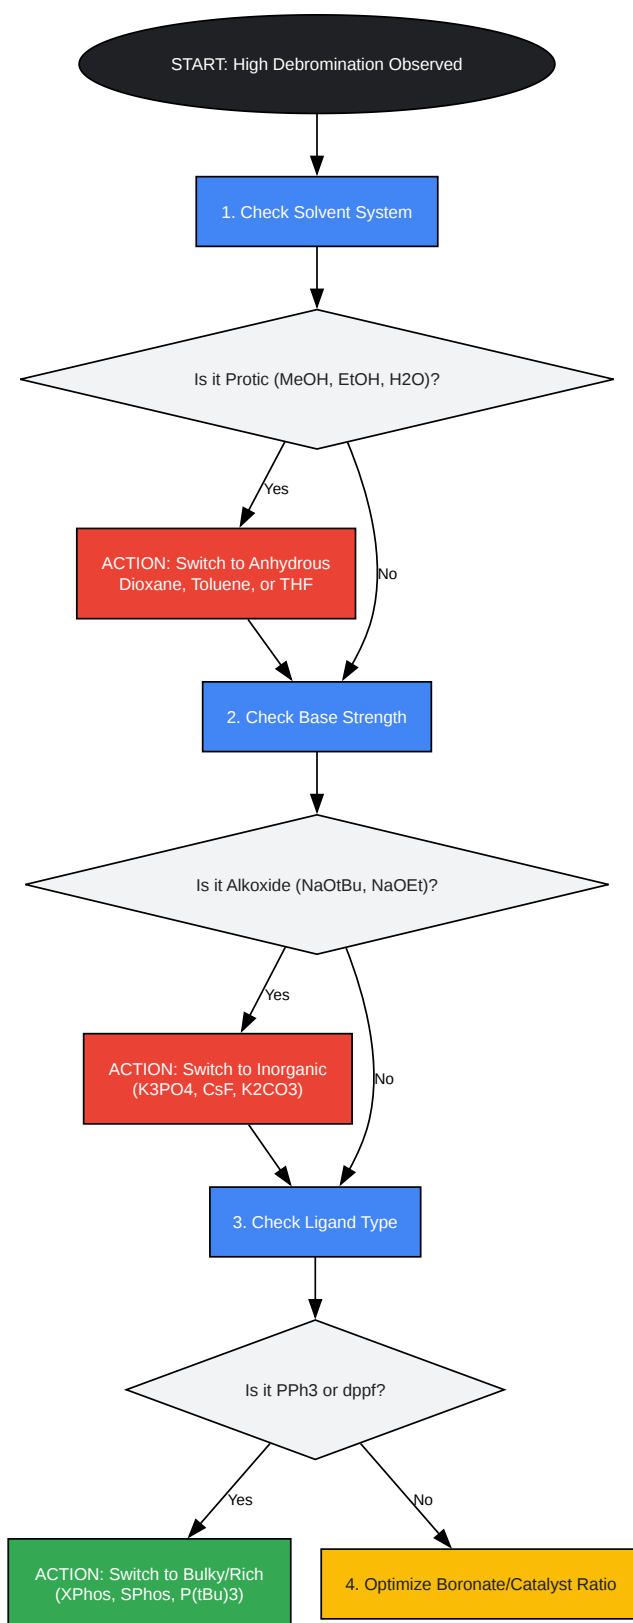 START: High Debromination Observed
1. Check Solvent System
Is it Protic (MeOH, EtOH, H2O)?
Yes
ACTION: Switch to Anhydrous
Dioxane, Toluene, or THF
No
2. Check Base Strength
Is it Alkoxide (NaOtBu, NaOEt)?
Yes
ACTION: Switch to Inorganic
(K3PO4, CsF, K2CO3)
No
3. Check Ligand Type
Is it PPh3 or dppf?
Yes
No
ACTION: Switch to Bulky/Rich
(XPhos, SPhos, P(tBu)3)
4. Optimize Boronate/Catalyst Ratio